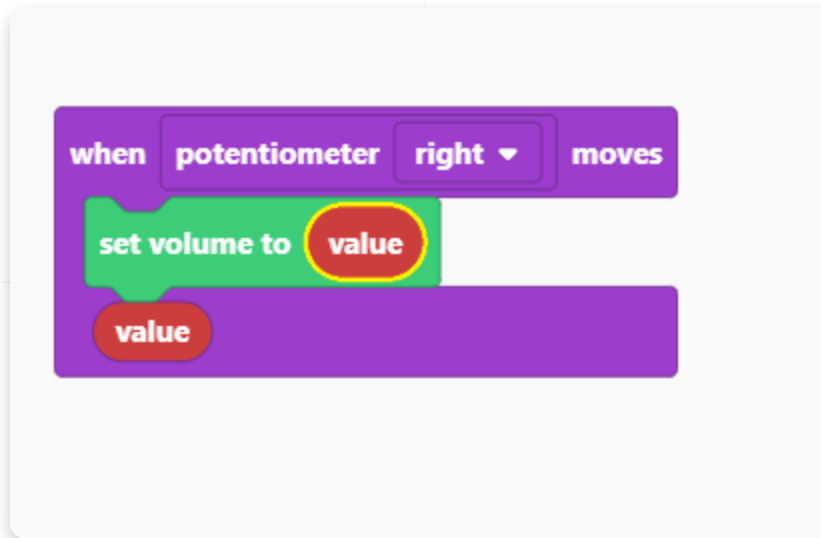 when potentiometer right moves
set volume to value
value